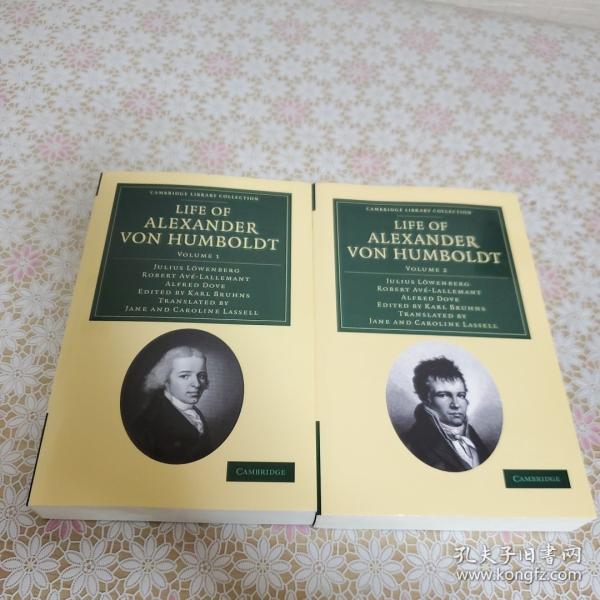 CAMBRIDGE LIBRARY COLLECTION
LIFE OF
ALEXANDER
VON HUMBOLDT
VOLUME 1
JULIUS LÖWENBERG
ROBERT AVÉ-LALLEMANT
ALFRED DOVE
EDITED BY KARL BRUHNS
TRANSLATED BY
JANE AND CAROLINE LASSELL
CAMBRIDGE
CAMBRIDGE LIBRARY COLLECTION
LIFE OF
ALEXANDER
VON HUMBOLDT
VOLUME 2
JULIUS LÖWENBERG
ROBERT AVÉ-LALLEMANT
ALFRED DOVE
EDITED BY KARL BRUHNS
TRANSLATED BY
JANE AND CAROLINE LASSELL
CAMBRIDGE
孔夫子旧书网
www.kongfz.com